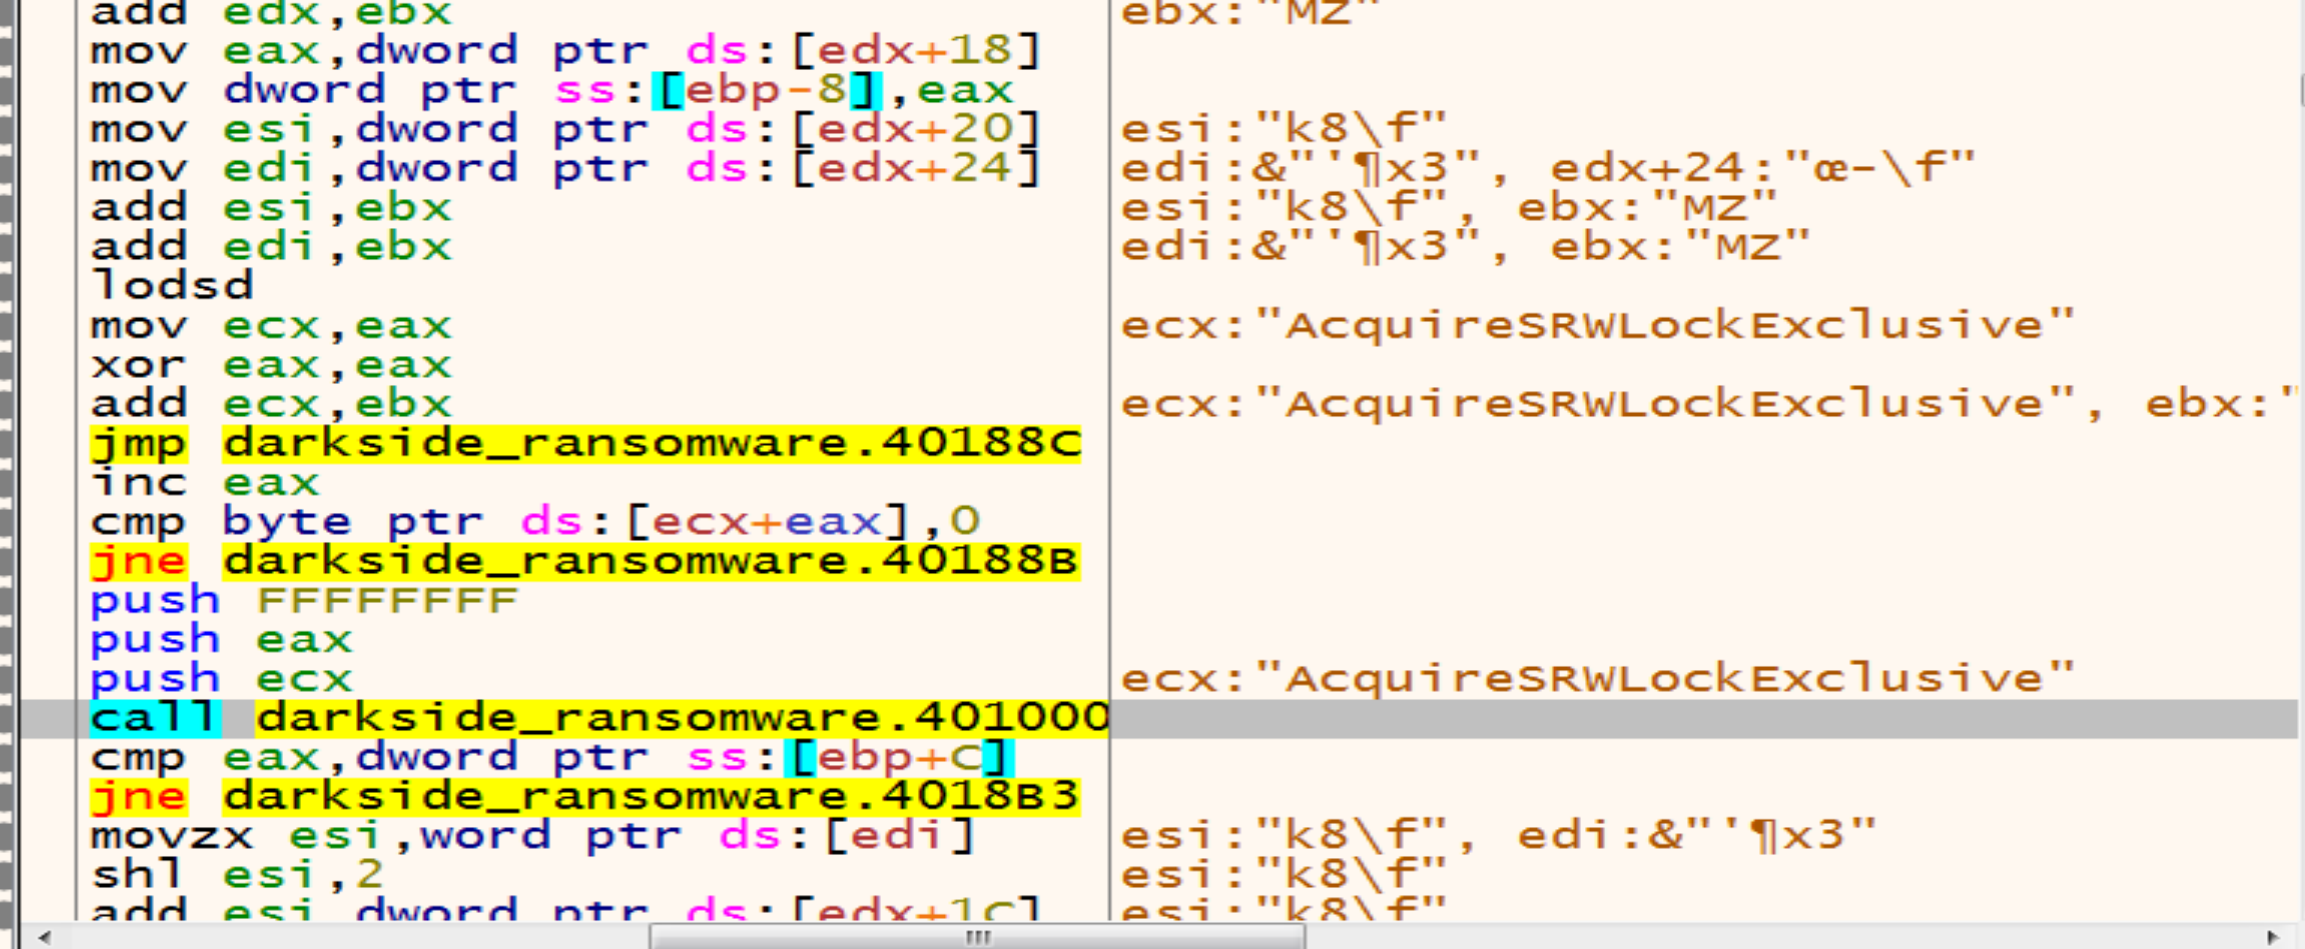 add edx,ebx ebx:"MZ"
mov eax,dword ptr ds:[edx+18]
mov dword ptr ss:[ebp-8],eax
mov esi,dword ptr ds:[edx+20] esi:"k8\f"
mov edi,dword ptr ds:[edx+24] edi:&"'¶x3", edx+24:"œ-\f"
add esi,ebx esi:"k8\f", ebx:"MZ"
add edi,ebx edi:&"'¶x3", ebx:"MZ"
lodsd
mov ecx,eax ecx:"AcquireSRWLockExclusive"
xor eax,eax
add ecx,ebx ecx:"AcquireSRWLockExclusive", ebx:"
jmp darkside_ransomware.40188C
inc eax
cmp byte ptr ds:[ecx+eax],0
jne darkside_ransomware.40188B
push FFFFFFFF
push eax
push ecx ecx:"AcquireSRWLockExclusive"
call darkside_ransomware.401000
cmp eax,dword ptr ss:[ebp+C]
jne darkside_ransomware.4018B3
movzx esi,word ptr ds:[edi] esi:"k8\f", edi:&"'¶x3"
shl esi,2 esi:"k8\f"
add esi,dword ptr ds:[edx+1C] esi:"k8\f"